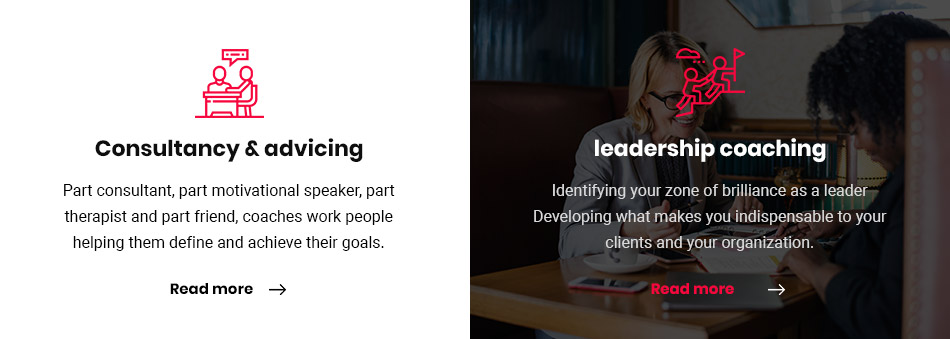 Consultancy & advicing
Part consultant, part motivational speaker, part
therapist and part friend, coaches work people
helping them define and achieve their goals.
Read more
leadership coaching
Identifying your zone of brilliance as a leader
Developing what makes you indispensable to your
clients and your organization.
Read more